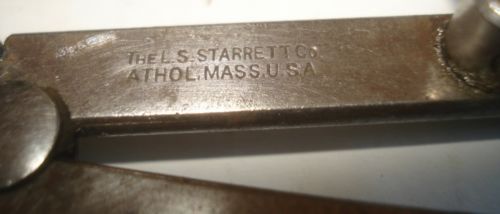 THE L.S. STARRETT CO
ATHOL, MASS. U.S.A